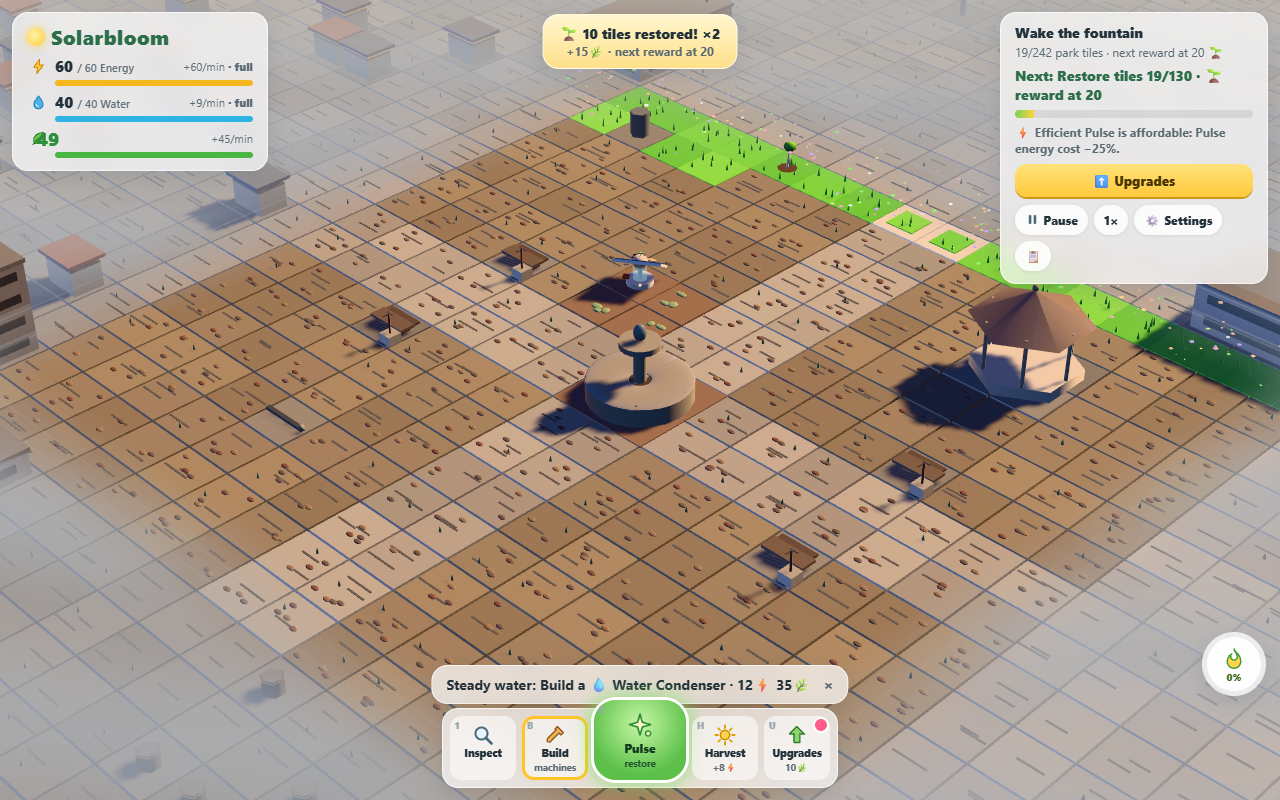 Solarbloom
60 / 60 Energy +60/min • full
40 / 40 Water +9/min • full
49 +45/min
10 tiles restored! ×2
+15 · next reward at 20
Wake the fountain
19/242 park tiles · next reward at 20
Next: Restore tiles 19/130 ·
reward at 20
Efficient Pulse is affordable: Pulse
energy cost −25%.
Upgrades
Pause 1× Settings
0%
Steady water: Build a Water Condenser · 12 35 ×
1 Inspect
B Build
machines
Pulse
restore
H Harvest
+8
U Upgrades
10